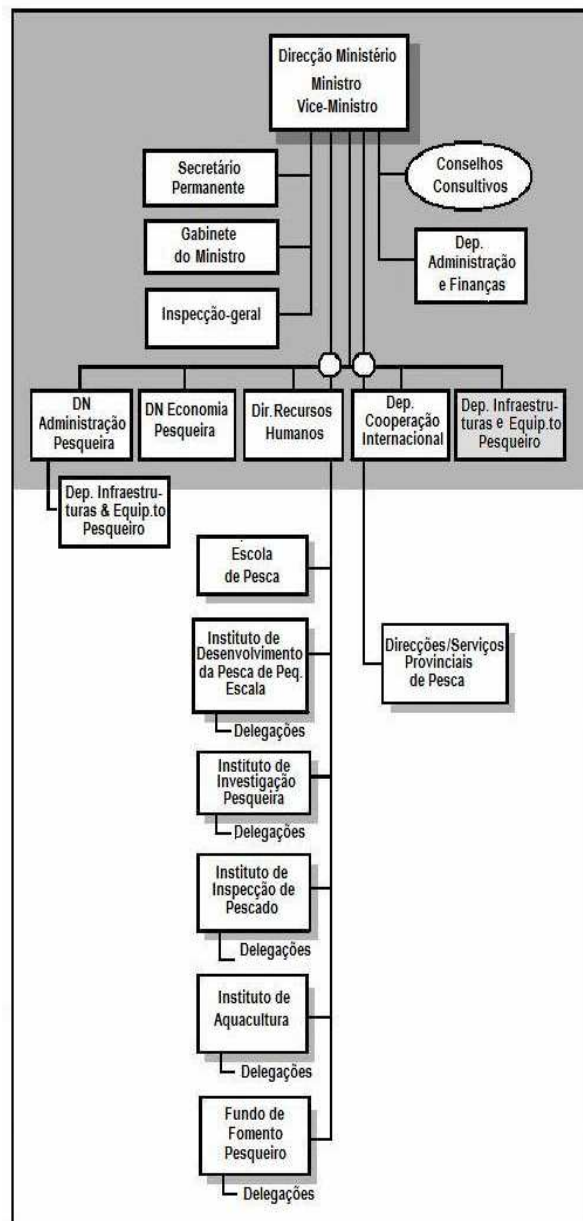 Direcção Ministério
Ministro
Vice-Ministro
Secretário
Permanente
Conselhos
Consultivos
Gabinete
do Ministro
Dep.
Administração
e Finanças
Inspecção-geral
DN
Administração
Pesqueira
DN Economia
Pesqueira
Dir. Recursos
Humanos
Dep.
Cooperação
Internacional
Dep. Infraestru-
turas e Equip.to
Pesqueiro
Dep. Infraestru-
turas & Equip.to
Pesqueiro
Escola
de Pesca
Instituto de
Desenvolvimento
da Pesca de Peq.
Escala
Delegações
Direcções/Serviços
Provinciais
de Pesca
Instituto de
Investigação
Pesqueira
Delegações
Instituto de
Inspecção de
Pescado
Delegações
Instituto de
Aquacultura
Delegações
Fundo de
Fomento
Pesqueiro
Delegações